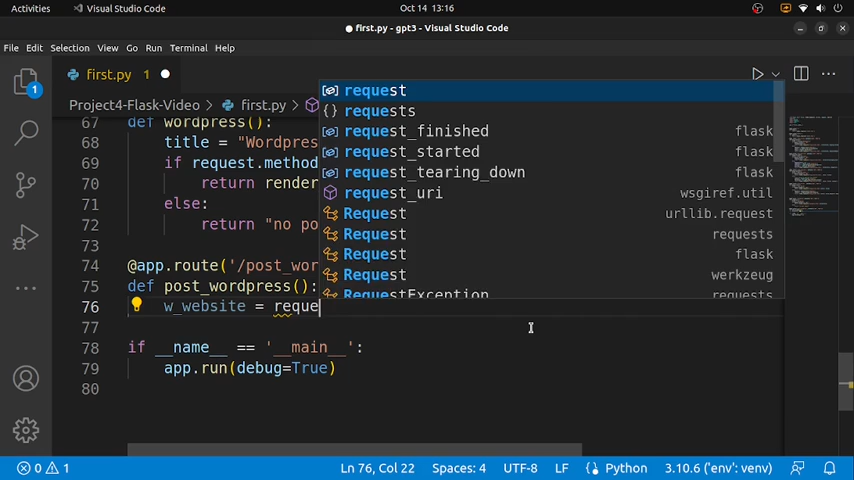 Activities Visual Studio Code Oct 14 13:16
first.py - gpt3 - Visual Studio Code
File Edit Selection View Go Run Terminal Help
first.py 1
Project4-Flask-Video > first.py >
67 def wordpress():
68 title = "Wordpres
69 if request.method
70 return render
71 else:
72 return "no po
73
74 @app.route('/post_wor
75 def post_wordpress():
76 w_website = reque
77
78 if __name__ == '__main__':
79 app.run(debug=True)
80
request
requests
request_finished flask
request_started flask
request_tearing_down flask
request_uri wsgiref.util
Request urllib.request
Request requests
Request flask
Request werkzeug
RequestException requests
1
0 1 Ln 76, Col 22 Spaces: 4 UTF-8 LF Python 3.10.6 ('env': venv)